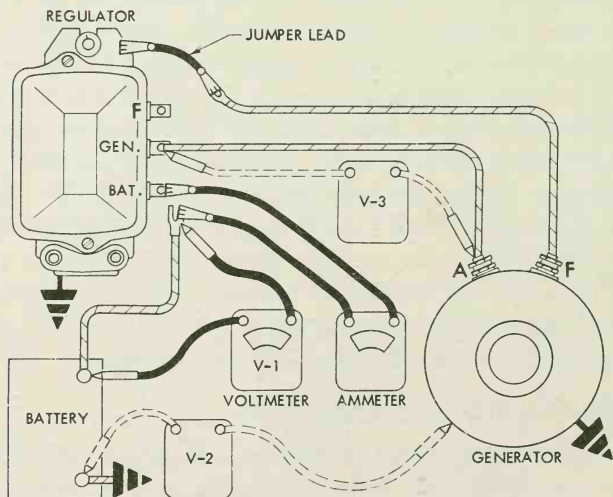 REGULATOR
JUMPER LEAD
F
GEN.
BAT.
V-3
A
F
V-1
VOLTMETER
AMMETER
BATTERY
V-2
GENERATOR